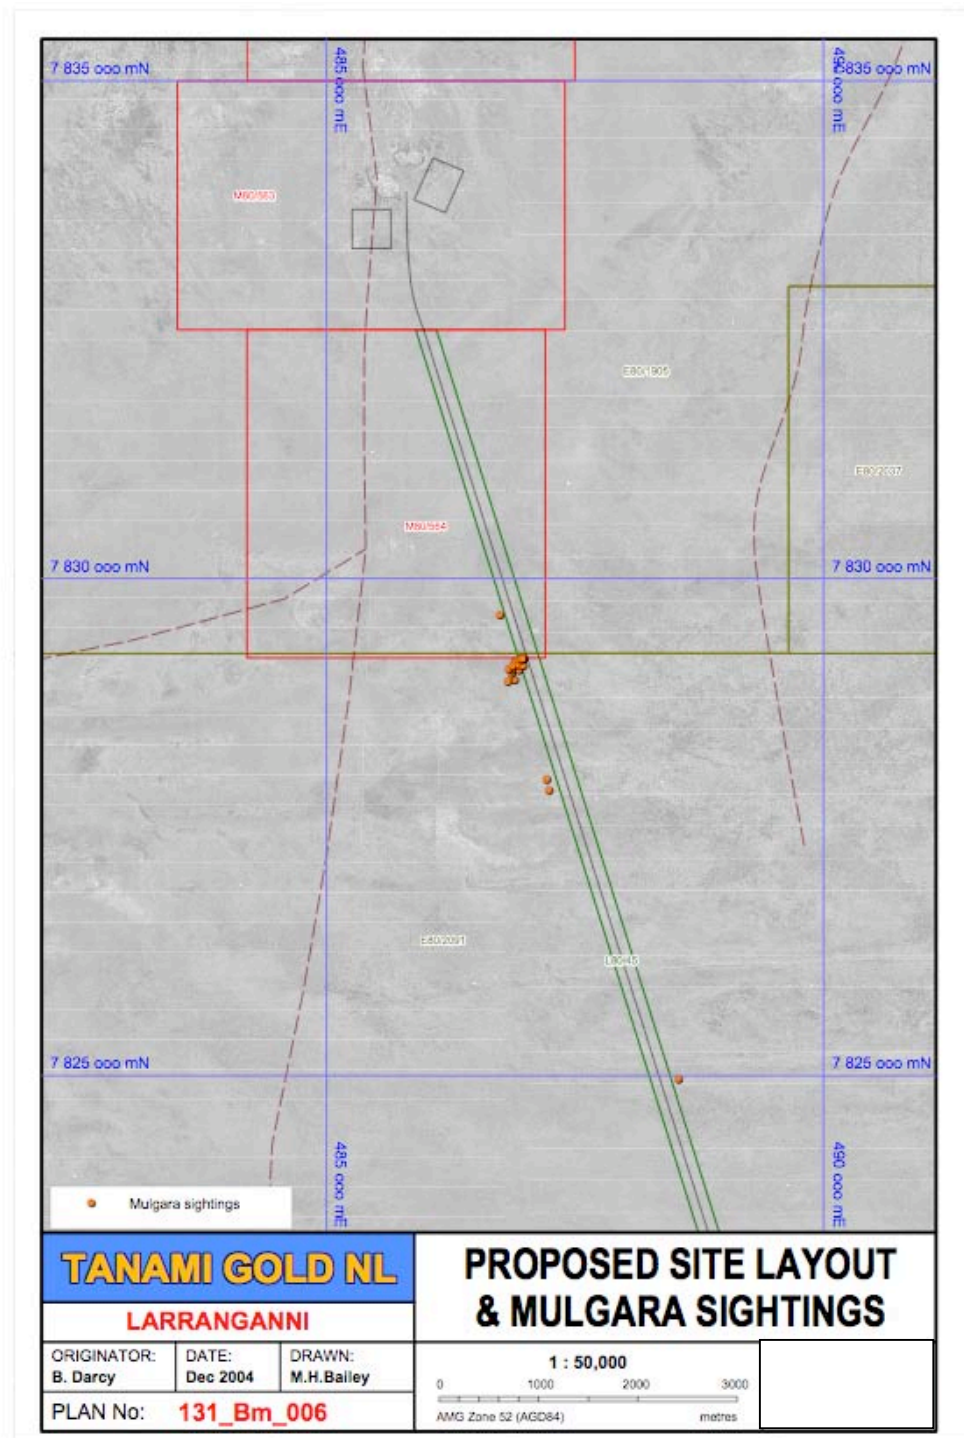 7 835 000 mN
485 000 mE
490 000 mE
835 000 mN
M80/563
E80/1905
E80/2037
M80/564
7 830 000 mN
7 830 000 mN
E80/2091
L80/45
7 825 000 mN
7 825 000 mN
485 000 mE
490 000 mE
Mulgara sightings
TANAMI GOLD NL
LARRANGANNI
PROPOSED SITE LAYOUT
& MULGARA SIGHTINGS
ORIGINATOR:
B. Darcy
DATE:
Dec 2004
DRAWN:
M.H.Bailey
PLAN No: 131_Bm_006
1 : 50,000
0 1000 2000 3000
AMG Zone 52 (AGD84) metres